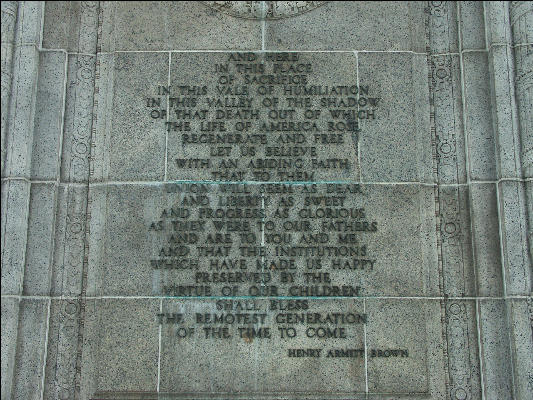 AND HERE
IN THIS PLACE
OF SACRIFICE
IN THIS VALE OF HUMILIATION
IN THIS VALLEY OF THE SHADOW
OF THAT DEATH OUT OF WHICH
THE LIFE OF AMERICA ROSE
REGENERATE AND FREE
LET US BELIEVE
WITH AN ABIDING FAITH
THAT TO THEM
UNION WILL SEEM AS DEAR
AND LIBERTY AS SWEET
AND PROGRESS AS GLORIOUS
AS THEY WERE TO OUR FATHERS
AND ARE TO YOU AND ME
AND THAT THE INSTITUTIONS
WHICH HAVE MADE US HAPPY
PRESERVED BY THE
VIRTUE OF OUR CHILDREN
SHALL BLESS
THE REMOTEST GENERATION
OF THE TIME TO COME
HENRY ARMITT BROWN